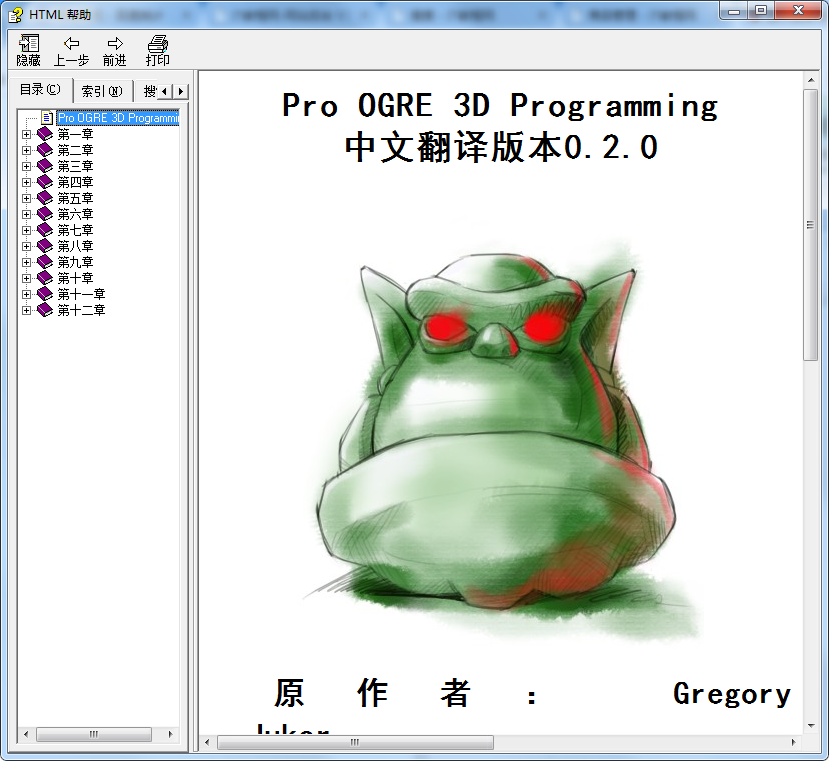 HTML 帮助
隐藏 上一步 前进 打印
目录(C) 索引(N) 搜
Pro OGRE 3D Programmi
第一章
第二章
第三章
第四章
第五章
第六章
第七章
第八章
第九章
第十章
第十一章
第十二章
Pro OGRE 3D Programming
中文翻译版本0.2.0
原 作 者 : Gregory